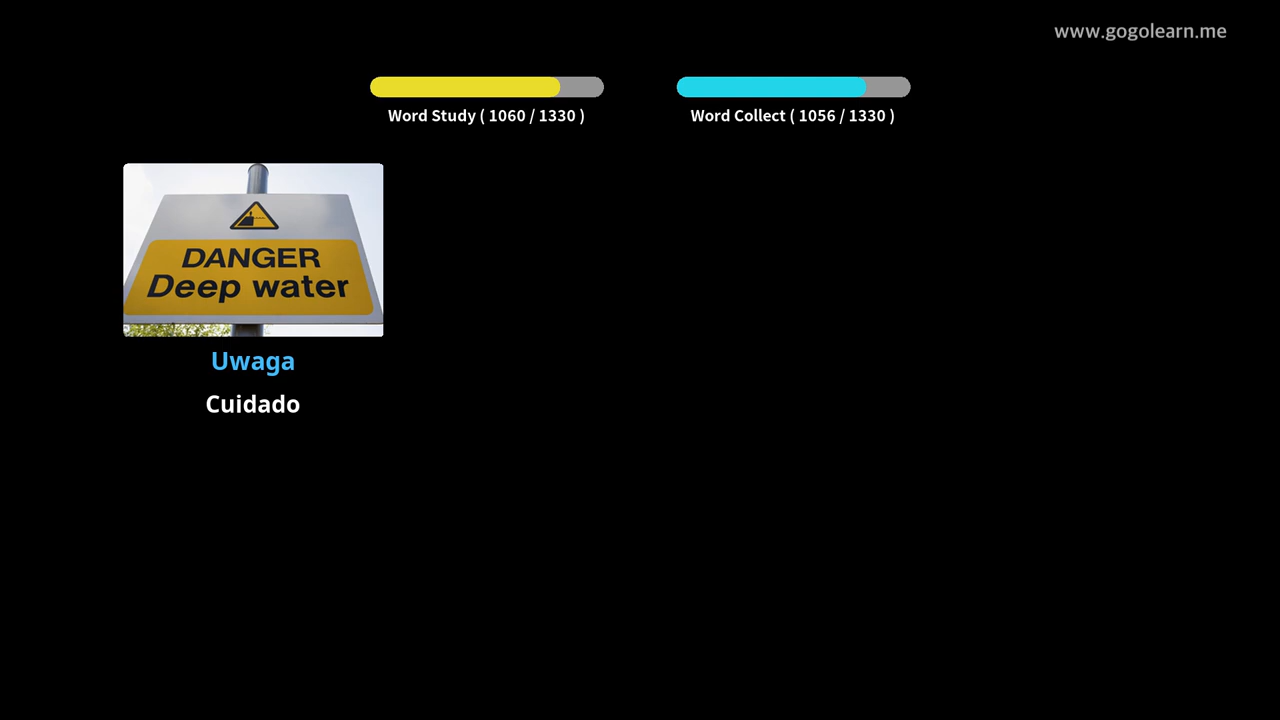 www.gogolearn.me
Word Study ( 1060 / 1330 )
Word Collect ( 1056 / 1330 )
DANGER
Deep water
Uwaga
Cuidado